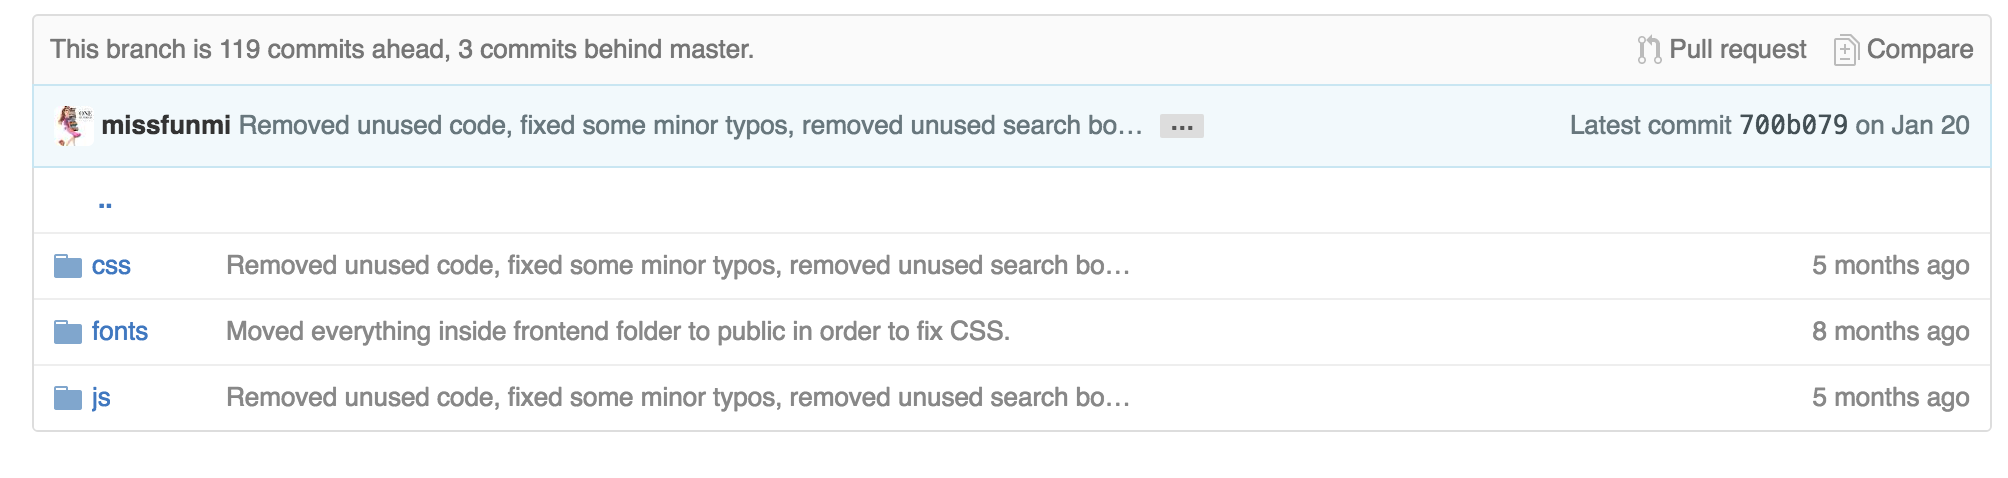 This branch is 119 commits ahead, 3 commits behind master. Pull request Compare
missfunmi Removed unused code, fixed some minor typos, removed unused search bo… ... Latest commit 700b079 on Jan 20
..
css Removed unused code, fixed some minor typos, removed unused search bo… 5 months ago
fonts Moved everything inside frontend folder to public in order to fix CSS. 8 months ago
js Removed unused code, fixed some minor typos, removed unused search bo… 5 months ago